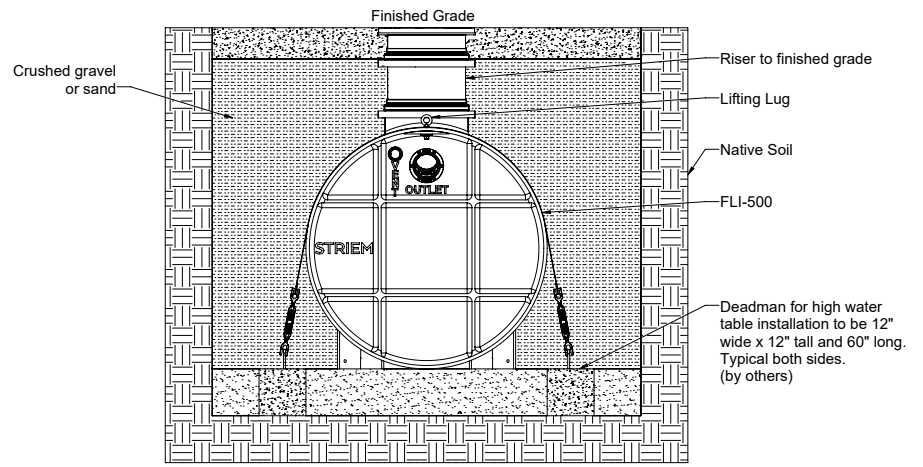 Finished Grade
Crushed gravel
or sand
Riser to finished grade
Lifting Lug
Native Soil
OUTLET
FLI-500
STRIEM
Deadman for high water
table installation to be 12"
wide x 12" tall and 60" long.
Typical both sides.
(by others)